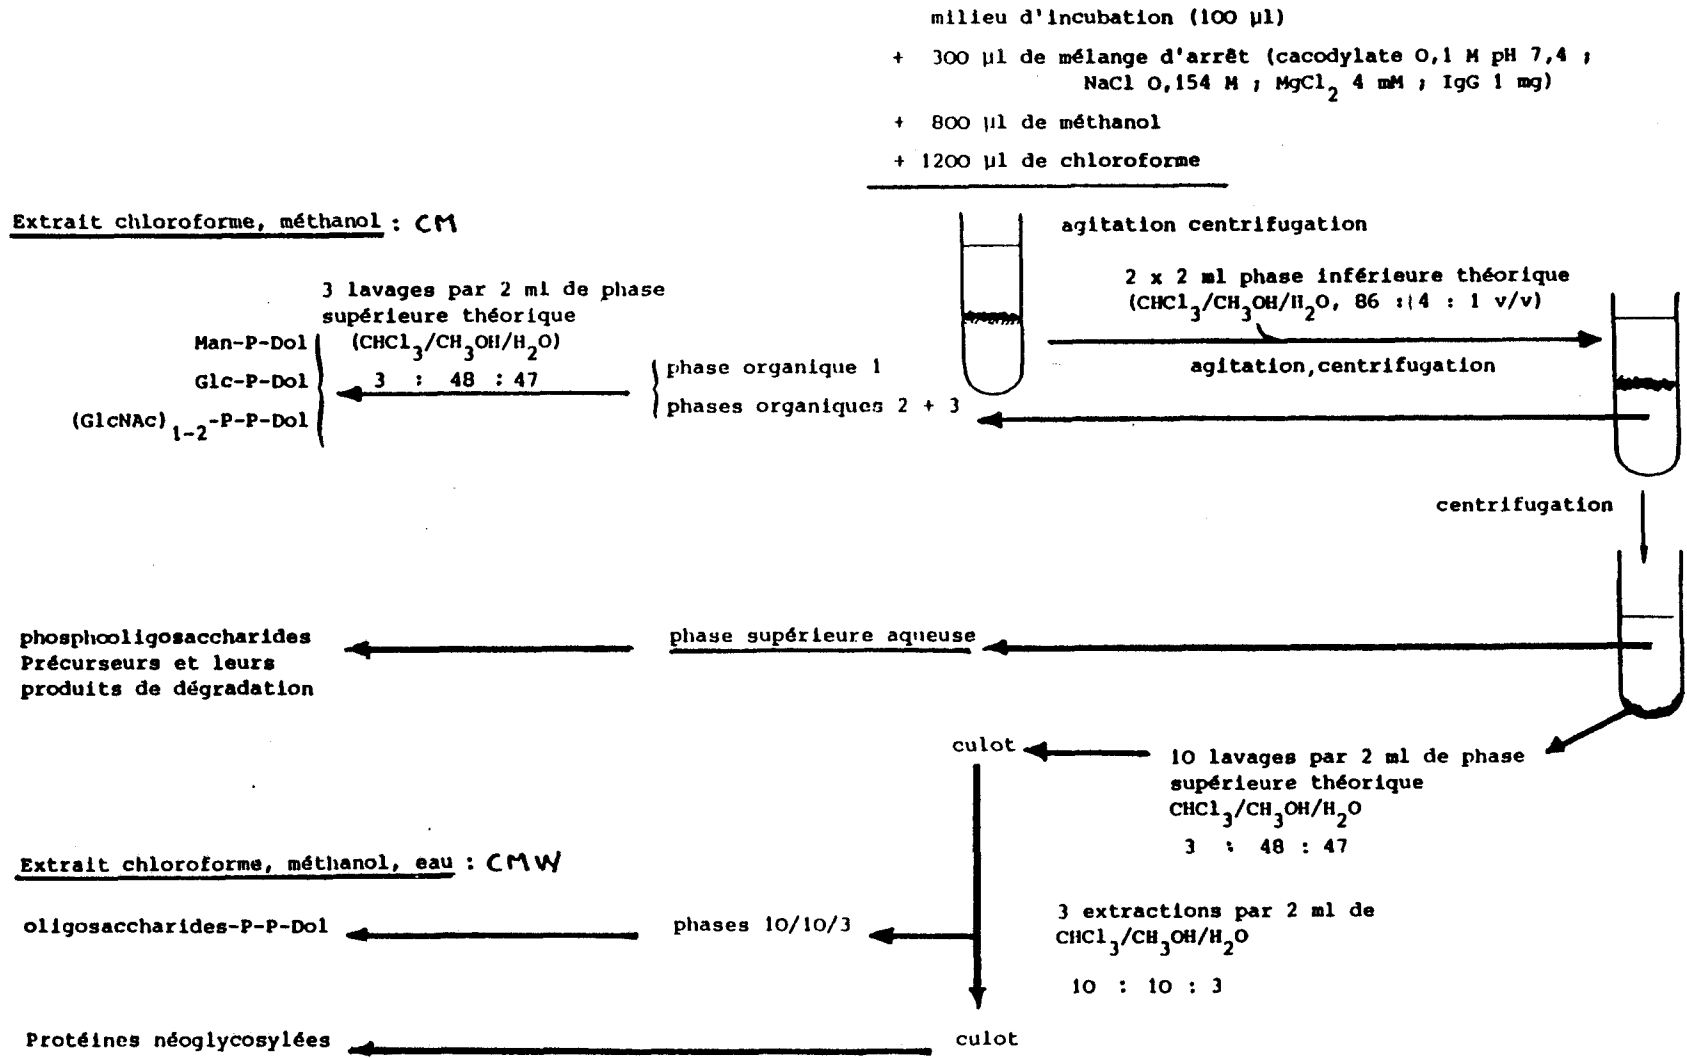 milieu d'incubation (100 µl)
+ 300 µl de mélange d'arrêt (cacodylate 0,1 M pH 7,4 ;
NaCl 0,154 M ; MgCl2 4 mM ; IgG 1 mg)
+ 800 µl de méthanol
+ 1200 µl de chloroforme
Extrait chloroforme, méthanol : CM
agitation centrifugation
2 x 2 ml phase inférieure théorique
(CHCl3/CH3OH/H2O, 86 :14 : 1 v/v)
agitation,centrifugation
3 lavages par 2 ml de phase
supérieure théorique
(CHCl3/CH3OH/H2O)
3 : 48 : 47
Man-P-Dol
Glc-P-Dol
(GlcNAc)1-2-P-P-Dol
phase organique 1
phases organiques 2 + 3
centrifugation
phosphooligosaccharides
Précurseurs et leurs
produits de dégradation
phase supérieure aqueuse
culot
10 lavages par 2 ml de phase
supérieure théorique
CHCl3/CH3OH/H2O
3 : 48 : 47
Extrait chloroforme, méthanol, eau : CMW
oligosaccharides-P-P-Dol
phases 10/10/3
3 extractions par 2 ml de
CHCl3/CH3OH/H2O
10 : 10 : 3
Protéines néoglycosylées
culot